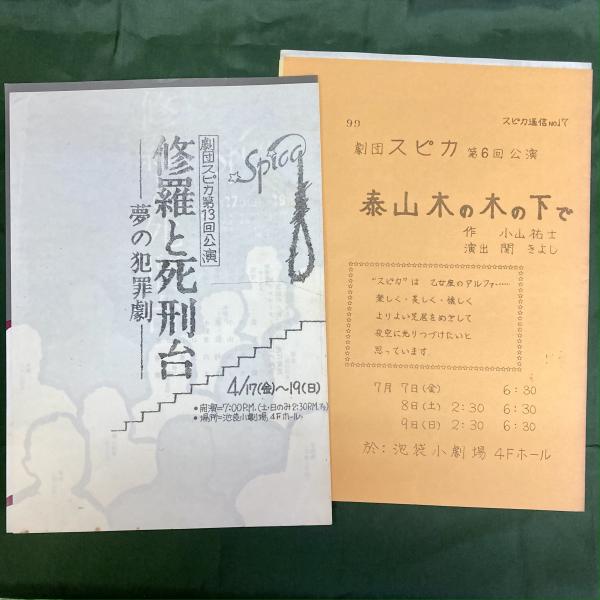 ☆Spica
劇団スピカ第13回公演
修羅と死刑台
―夢の犯罪劇―
4/17(金)～19(日)
●開演=7:00P.M.(土・日のみ2:30P.M.
●場所=池袋小劇場,4Fホール
99
スピカ通信No.17
劇団スピカ 第6回公演
泰山木の木の下で
作 小山祐士
演出 関きよし
"スピカ"は 乙女座のアルファ……
楽しく・美しく・懐しく
よりよい芝居をめざして
夜空に光りつづけたいと
思っています.
7月 7日(金) 6:30
8日(土) 2:30 6:30
9日(日) 2:30 6:30
於:池袋小劇場 4Fホール